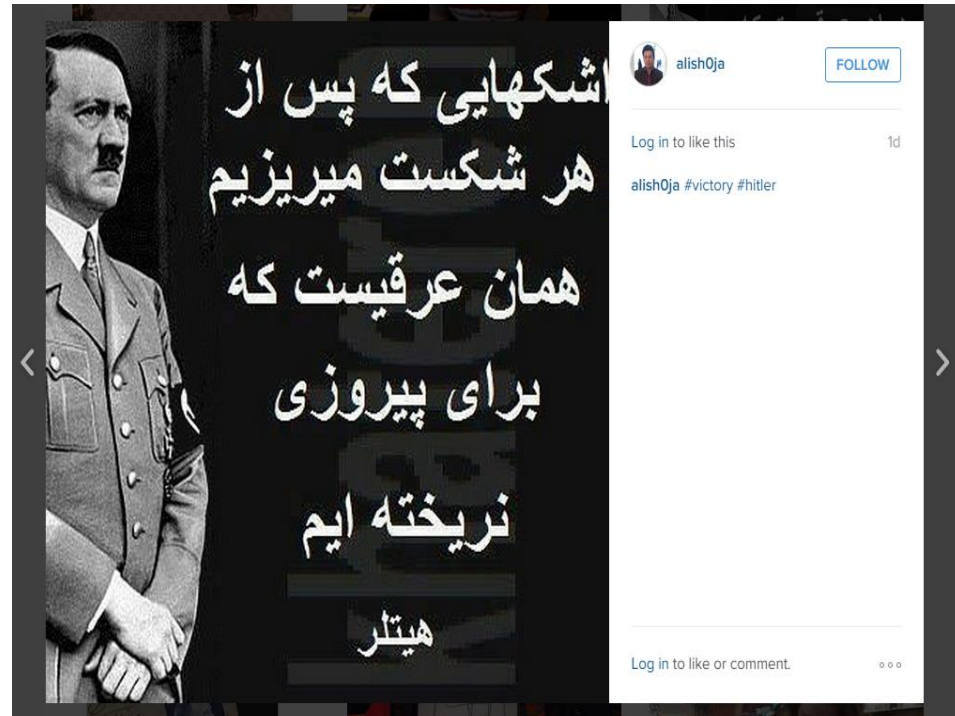 اشکهایی که پس از
هر شکست میریزیم
همان عرقیست که
برای پیروزی
نریخته ایم
هیتلر
alish0ja
FOLLOW
Log in to like this
1d
alish0ja #victory #hitler
Log in to like or comment.